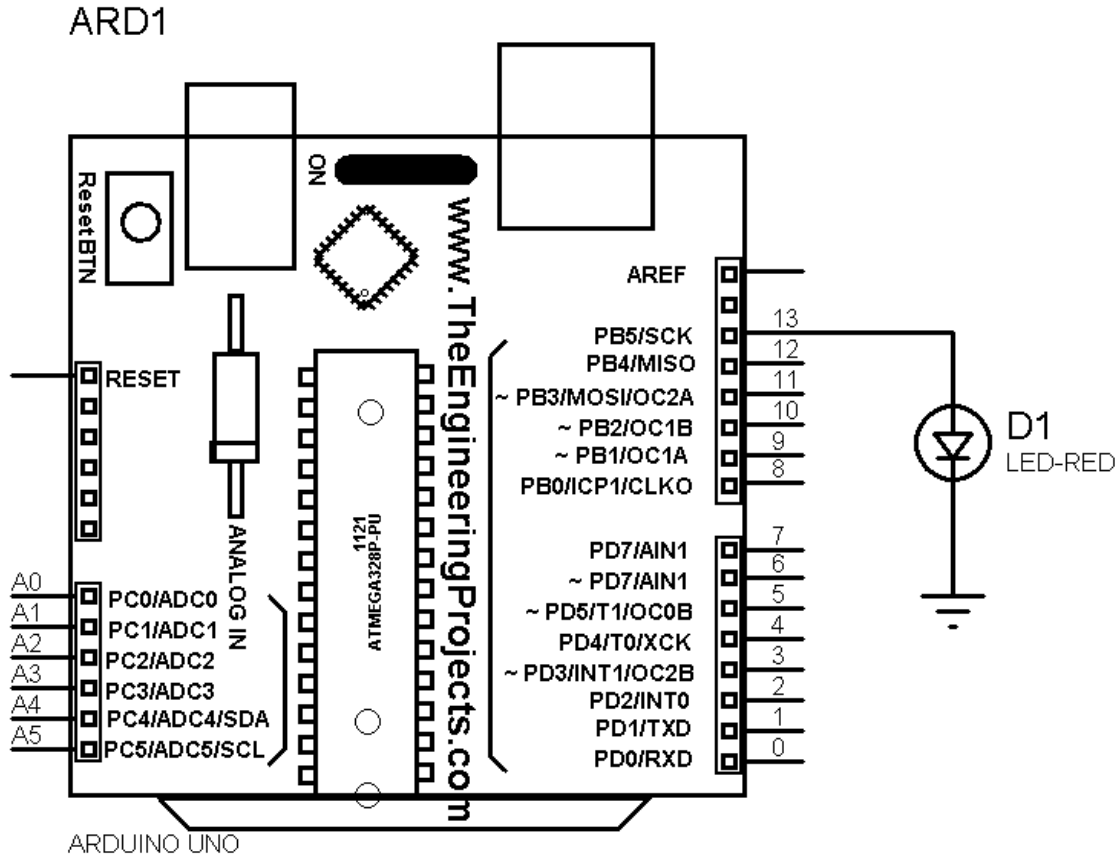 ARD1
ON
ResetBTN
www.TheEngineeringProjects.com
RESET
ANALOG IN
1121
ATMEGA328P-PU
A0 PC0/ADC0
A1 PC1/ADC1
A2 PC2/ADC2
A3 PC3/ADC3
A4 PC4/ADC4/SDA
A5 PC5/ADC5/SCL
AREF
PB5/SCK 13
PB4/MISO 12
~ PB3/MOSI/OC2A 11
~ PB2/OC1B 10
~ PB1/OC1A 9
PB0/ICP1/CLKO 8
PD7/AIN1 7
~ PD7/AIN1 6
~ PD5/T1/OC0B 5
PD4/T0/XCK 4
~ PD3/INT1/OC2B 3
PD2/INT0 2
PD1/TXD 1
PD0/RXD 0
D1
LED-RED
ARDUINO UNO